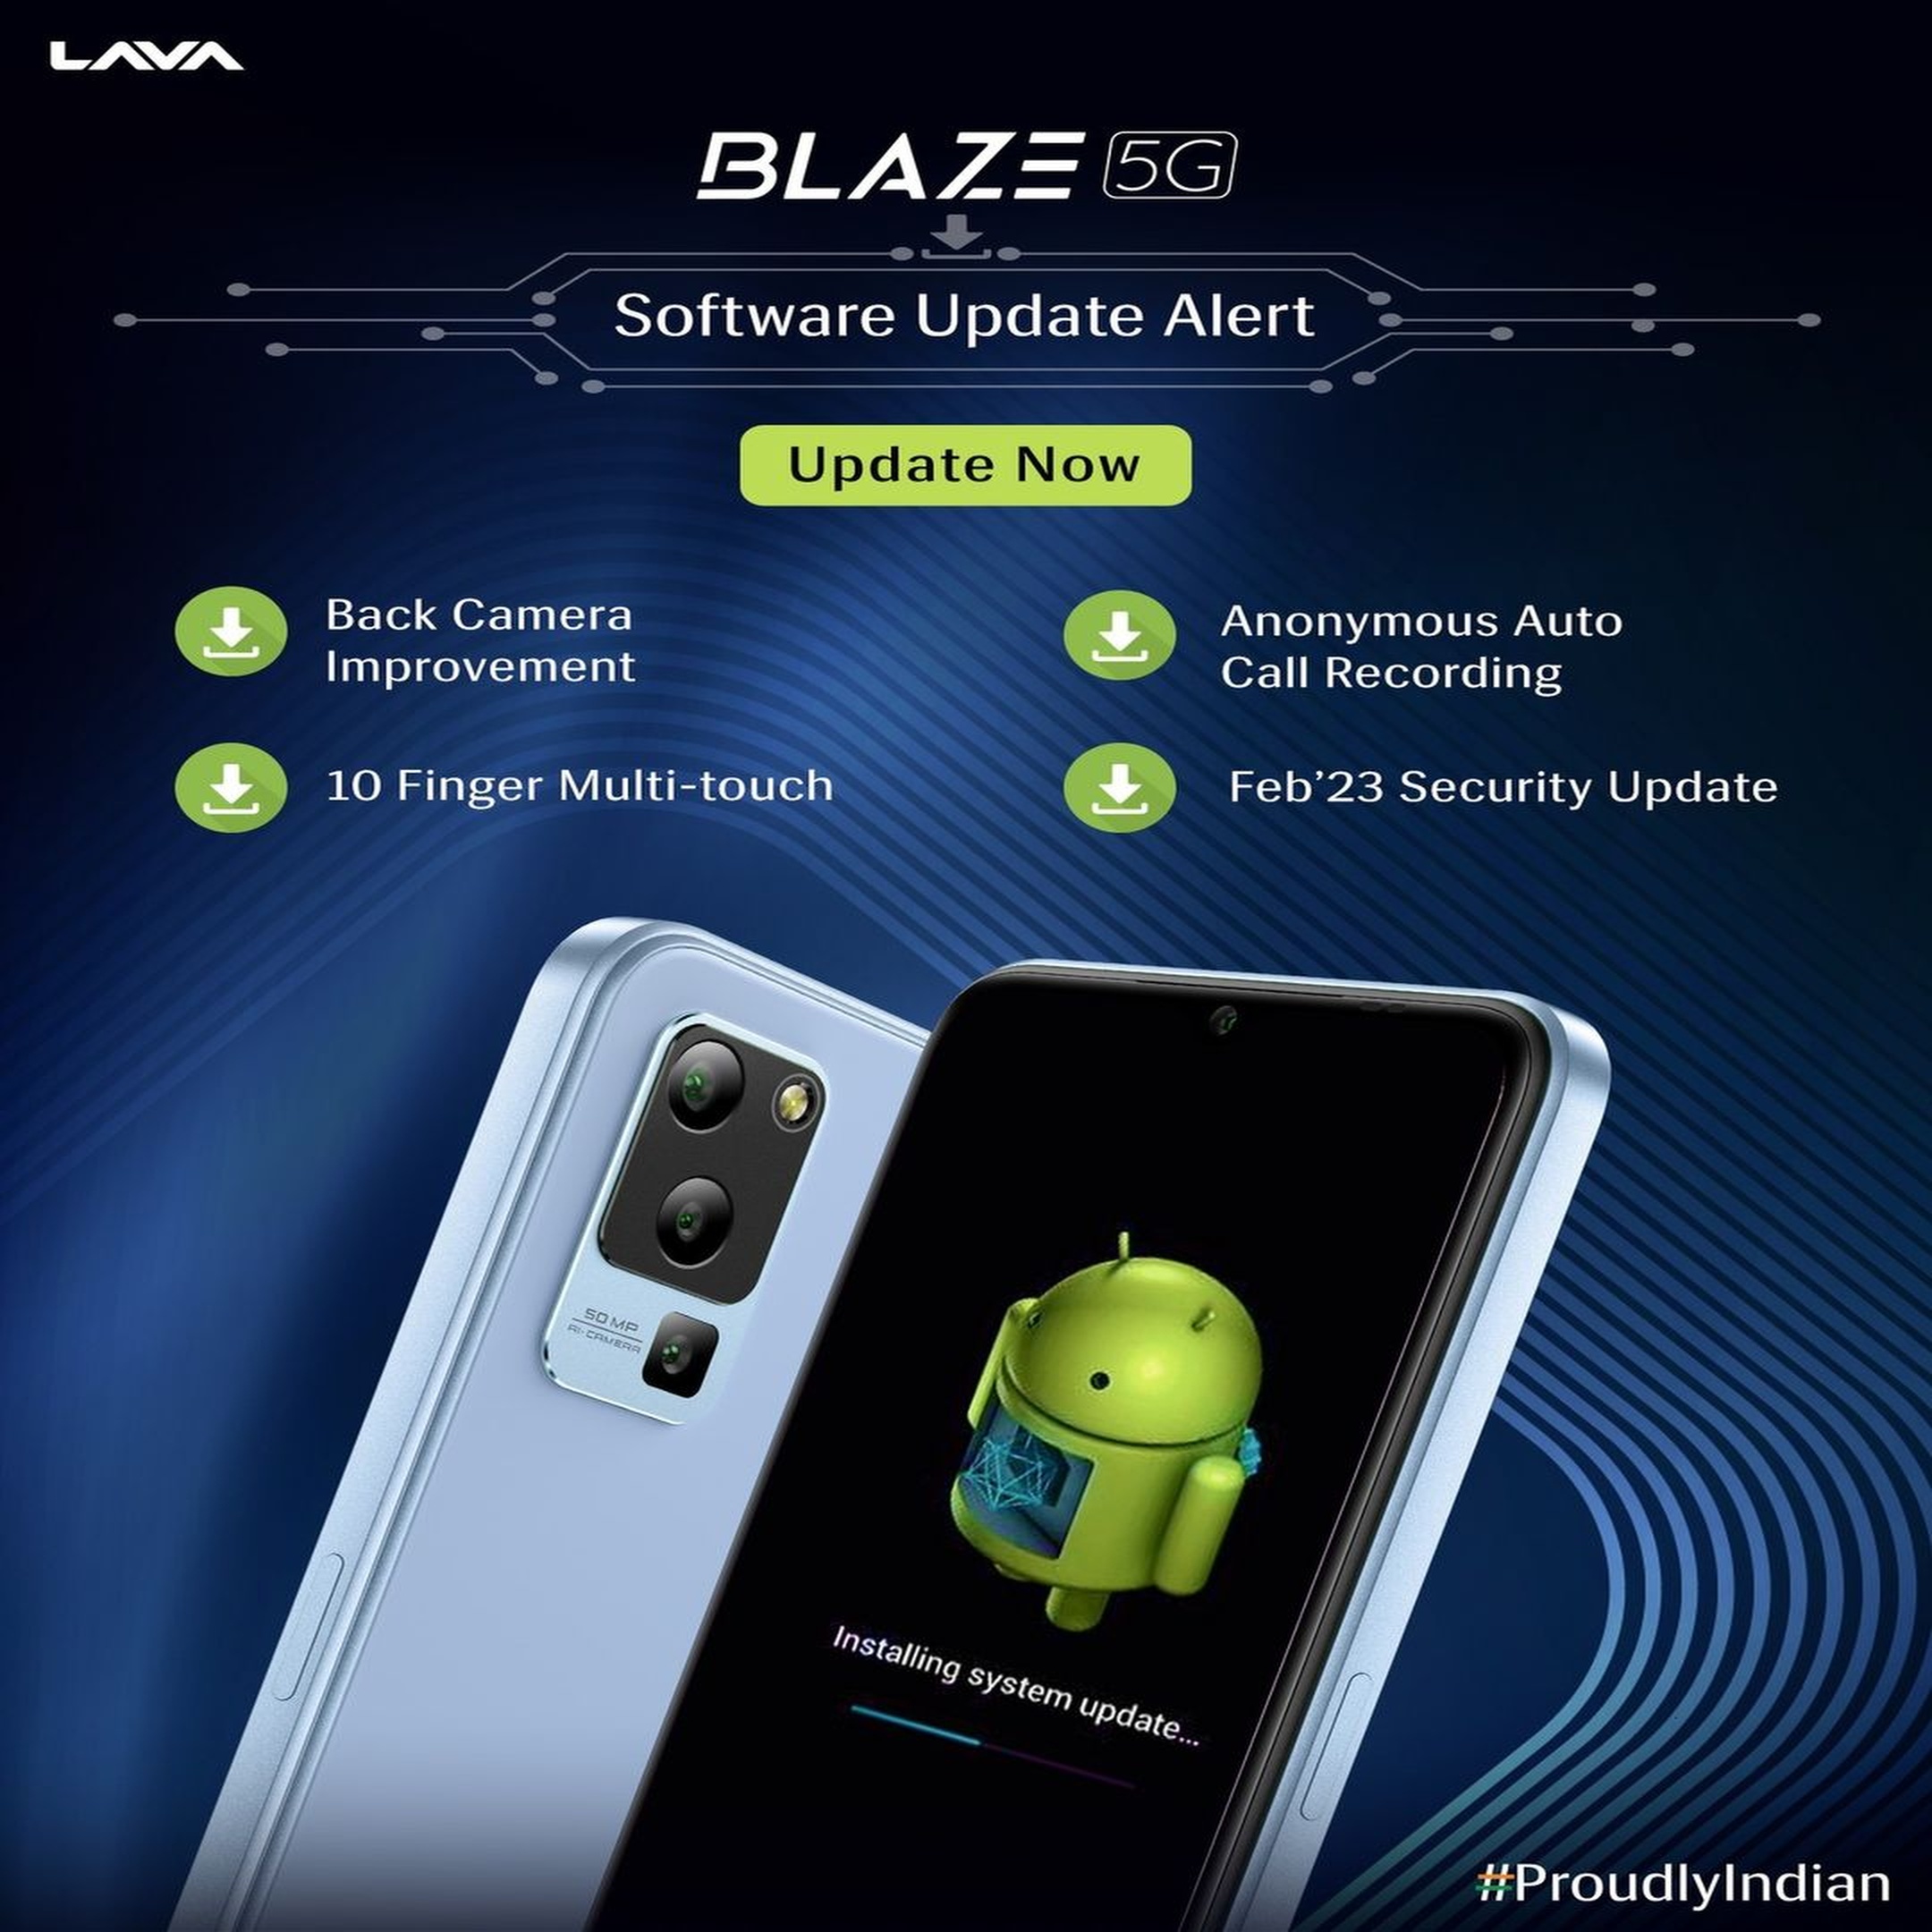 LAVA
BLAZE 5G
Software Update Alert
Update Now
Back Camera
Improvement
Anonymous Auto
Call Recording
10 Finger Multi-touch
Feb’23 Security Update
50 MP
AI-CAMERA
Installing system update...
#ProudlyIndian